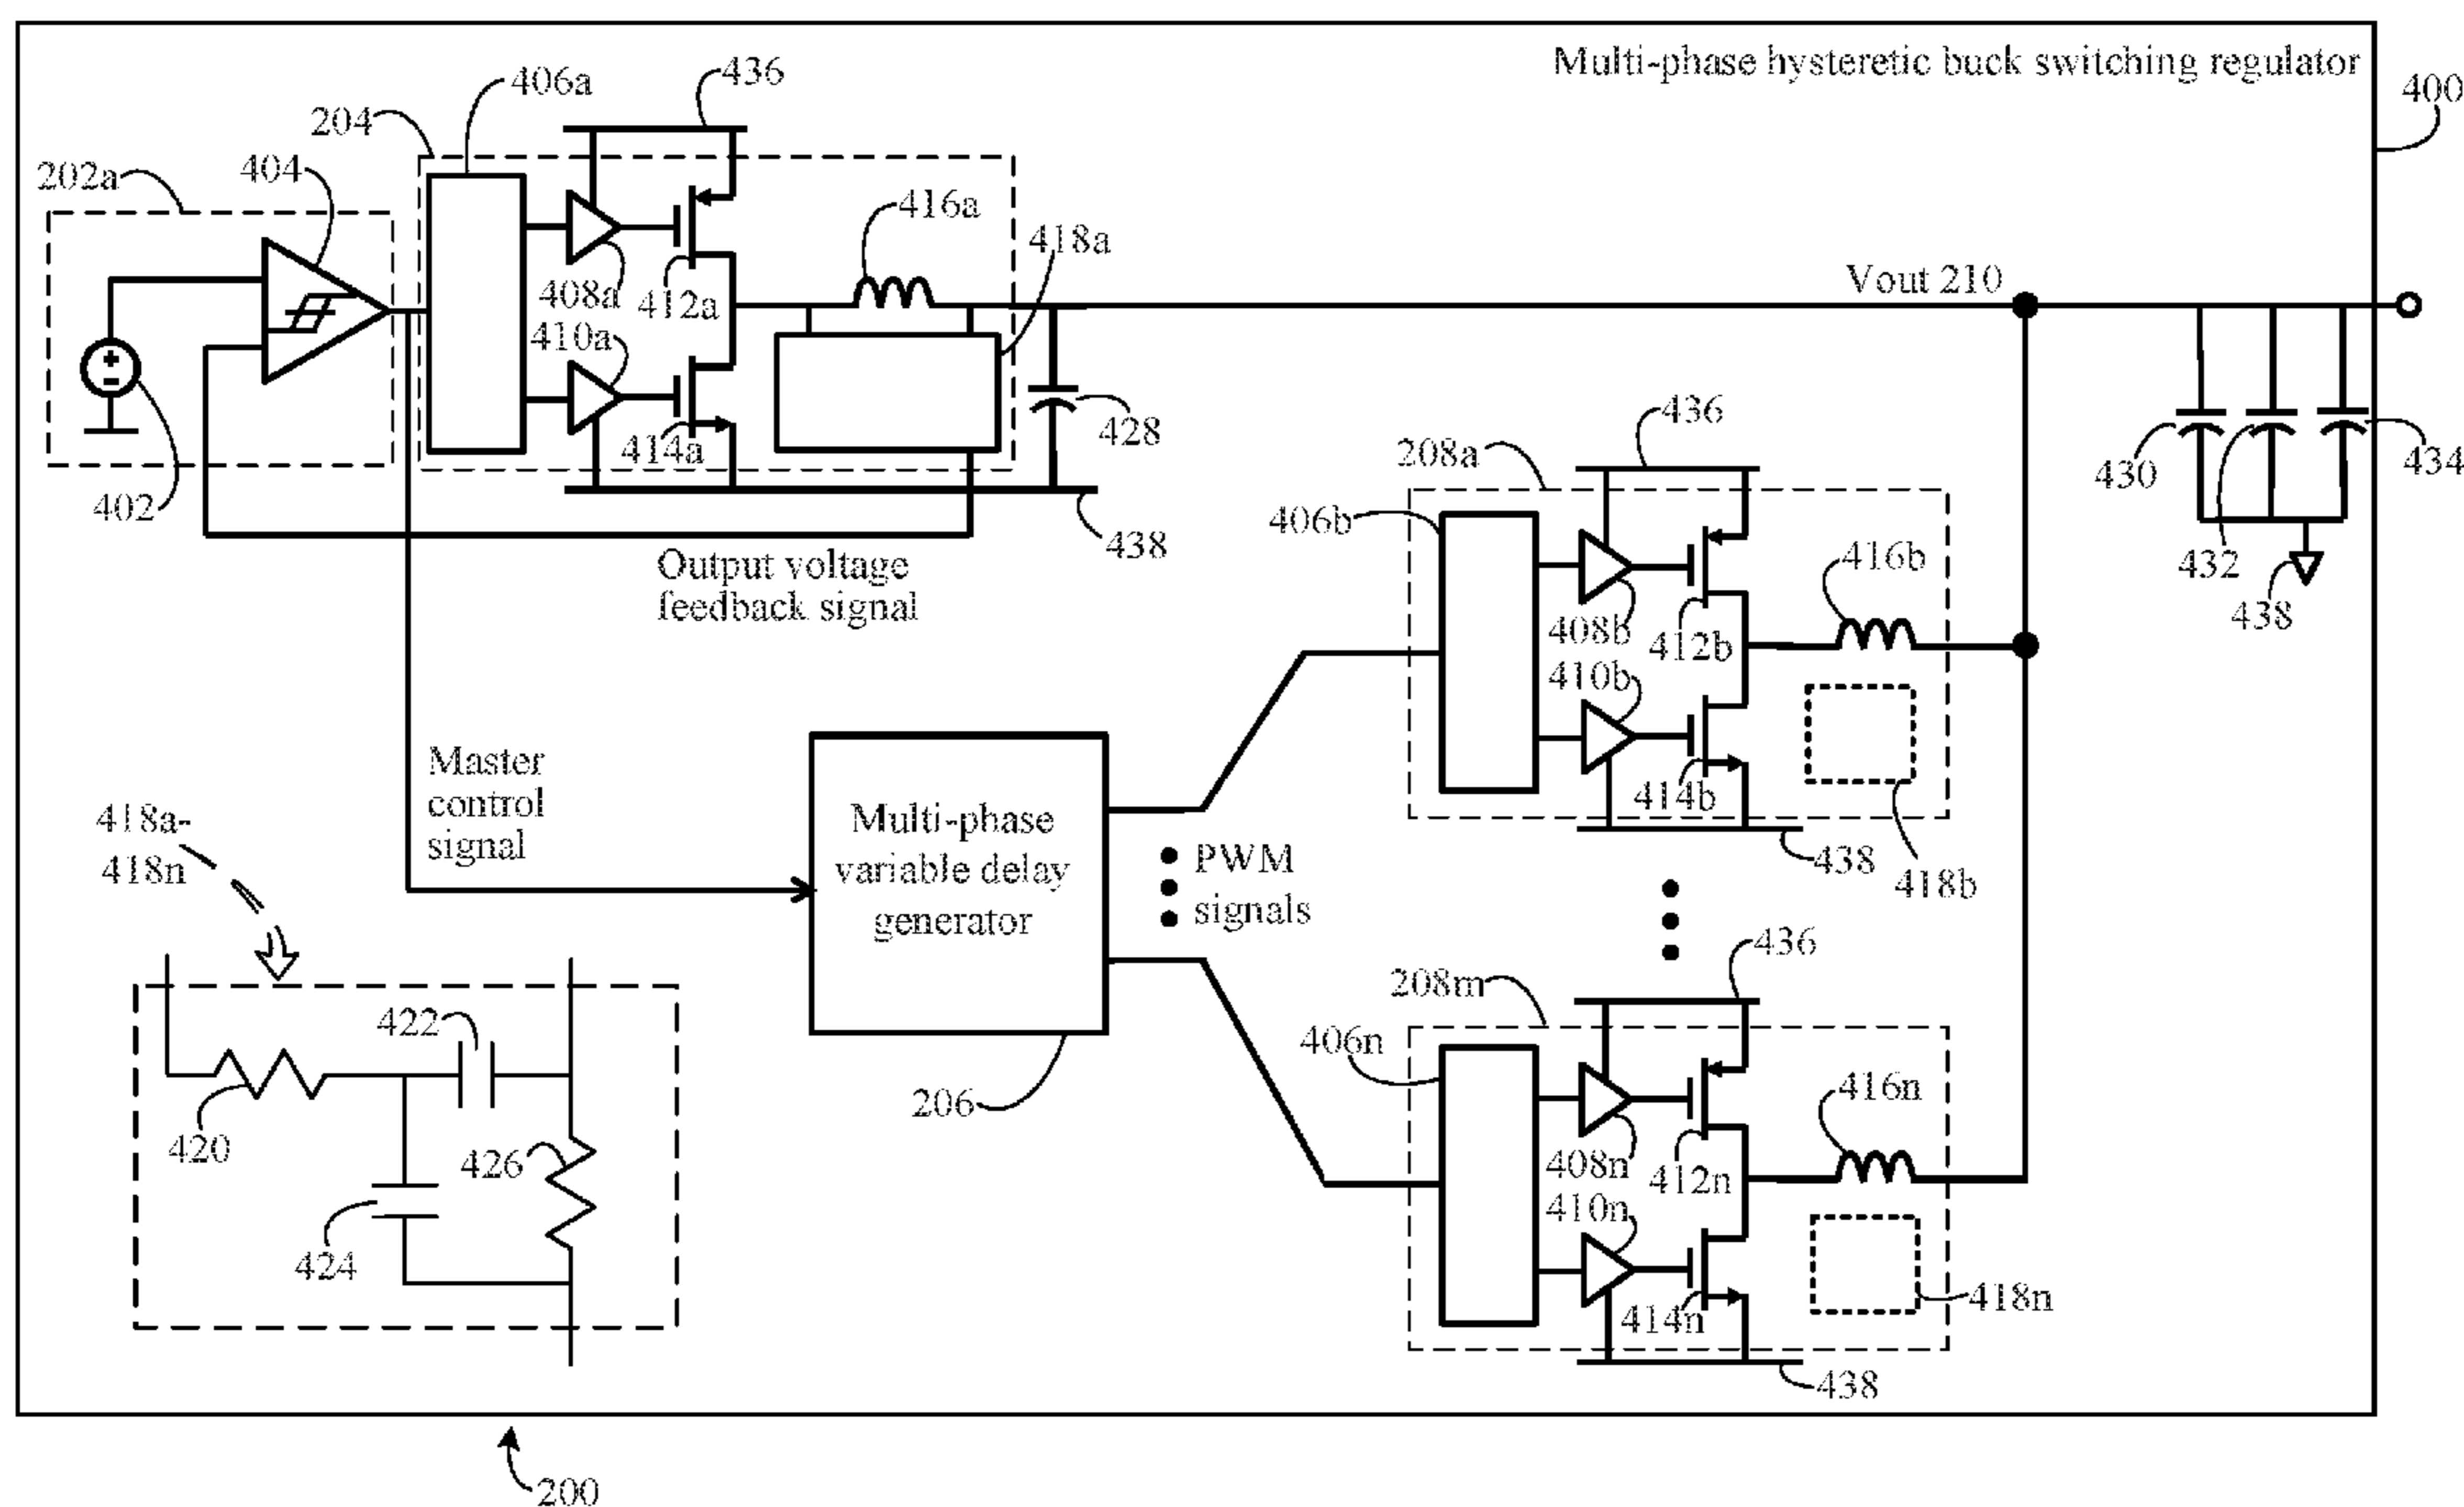 Multi-phase hysteretic buck switching regulator
400
436
406a
204
404
202a
416a
418a
408a
412a
410a
414a
428
402
438
Output voltage
feedback signal
Vout 210
430
432
434
438
436
208a
406b
408b
412b
416b
410b
414b
438
418b
Master
control
signal
Multi-phase
variable delay
generator
206
PWM
signals
418a-
418n
422
420
426
424
436
208m
406n
408n
412n
416n
410n
414n
418n
438
200